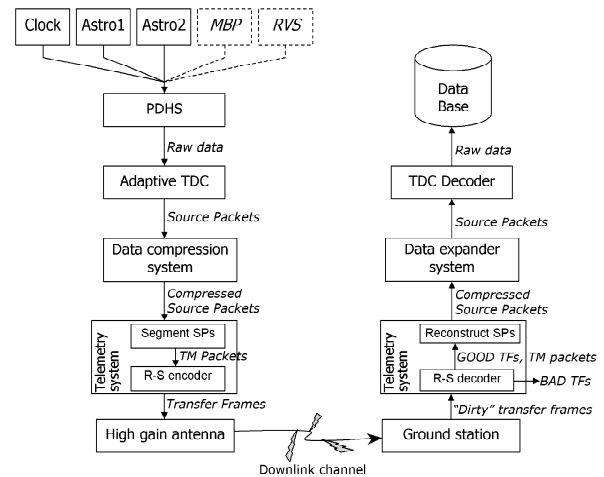 Clock Astro1 Astro2 MBP RVS
PDHS
Raw data
Adaptive TDC
Source Packets
Data compression
system
Compressed
Source Packets
Telemetry
system
Segment SPs
TM Packets
R-S encoder
Transfer Frames
High gain antenna
Downlink channel
Data
Base
Raw data
TDC Decoder
Source Packets
Data expander
system
Compressed
Source Packets
Telemetry
system
Reconstruct SPs
GOOD TFs, TM packets
R-S decoder
BAD TFs
“Dirty” transfer frames
Ground station